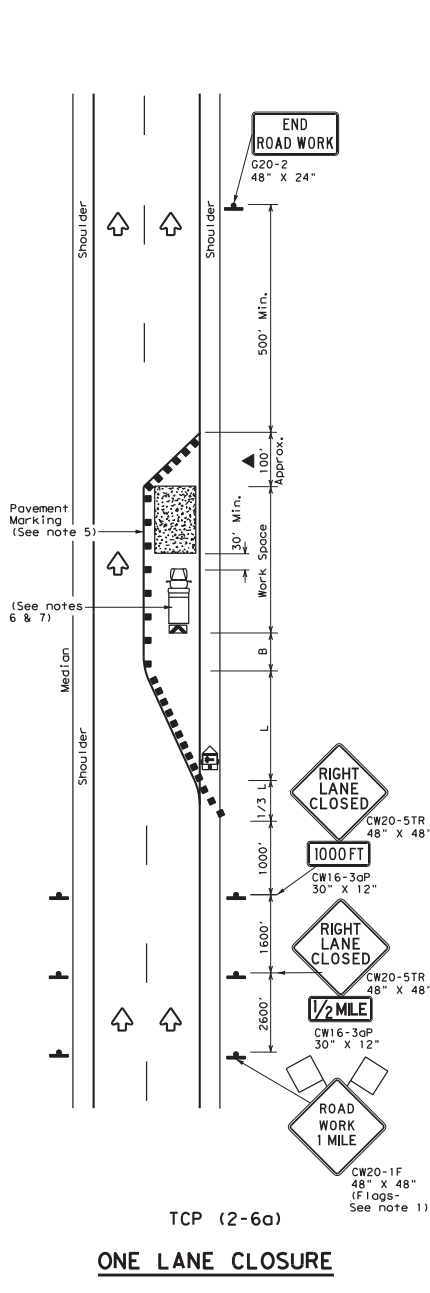 END
ROAD WORK
G20-2
48" X 24"
Shoulder
Shoulder
500' Min.
100'
Approx.
30' Min.
Work Space
Pavement
Marking
(See note 5)
(See notes
6 & 7)
B
Median
L
Shoulder
1/3 L
RIGHT
LANE
CLOSED
CW20-5TR
48" X 48"
1000 FT
CW16-3aP
30" X 12"
1000'
RIGHT
LANE
CLOSED
CW20-5TR
48" X 48"
1600'
1/2 MILE
CW16-3aP
30" X 12"
2600'
ROAD
WORK
1 MILE
CW20-1F
48" X 48"
(Flags-
See note 1)
TCP (2-6a)
ONE LANE CLOSURE